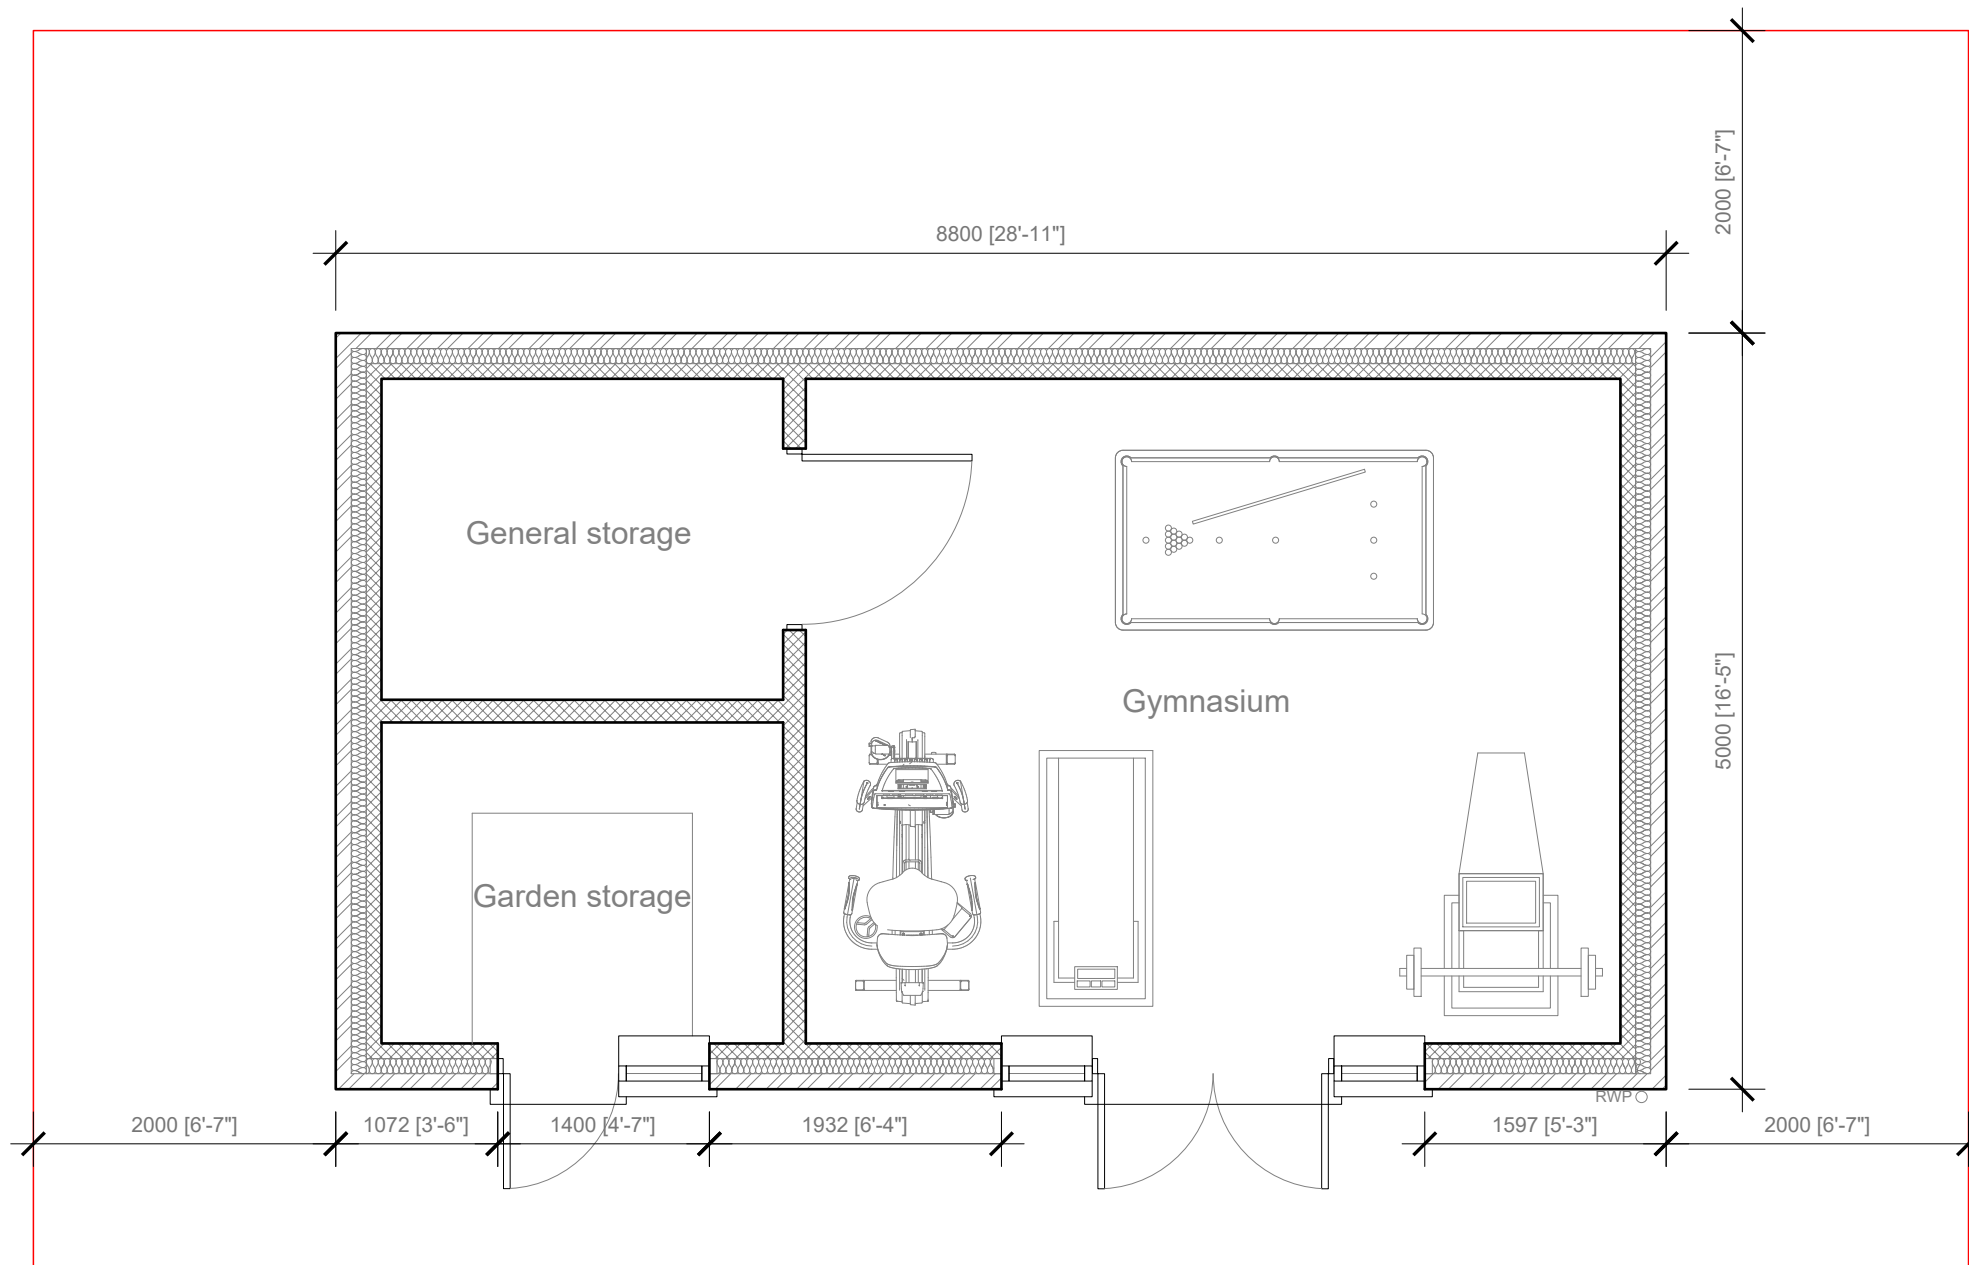 2000 [6'-7"]
8800 [28'-11"]
General storage
Gymnasium
5000 [16'-5"]
Garden storage
RWP
2000 [6'-7"]
1072 [3'-6"]
1400 [4'-7"]
1932 [6'-4"]
1597 [5'-3"]
2000 [6'-7"]